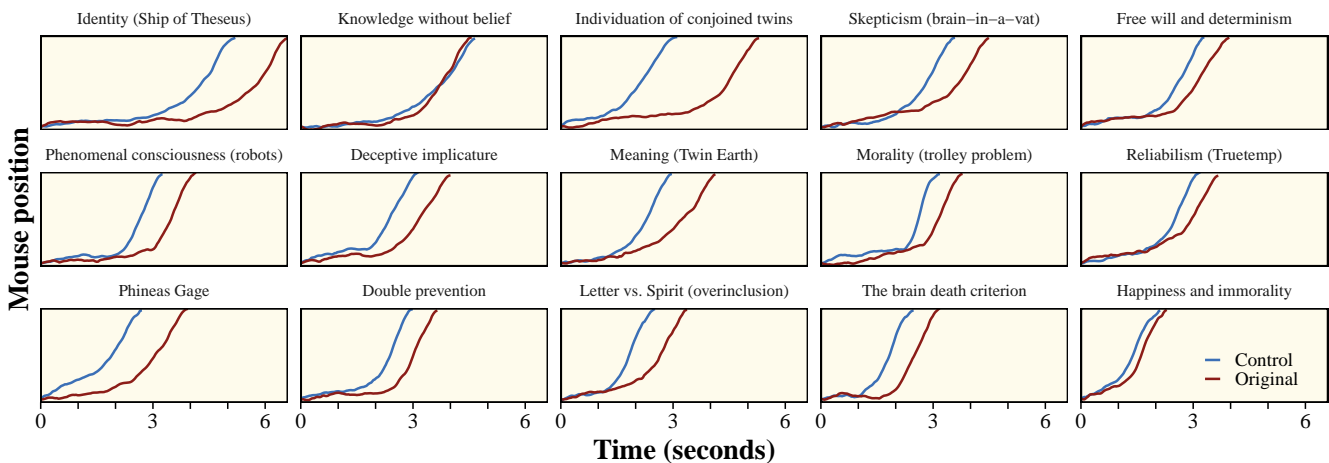 Identity (Ship of Theseus)
Knowledge without belief
Individuation of conjoined twins
Skepticism (brain−in−a−vat)
Free will and determinism
Phenomenal consciousness (robots)
Deceptive implicature
Meaning (Twin Earth)
Morality (trolley problem)
Reliabilism (Truetemp)
Mouse position
Phineas Gage
Double prevention
Letter vs. Spirit (overinclusion)
The brain death criterion
Happiness and immorality
Control
Original
0 3 6 0 3 6 0 3 6 0 3 6 0 3 6
Time (seconds)